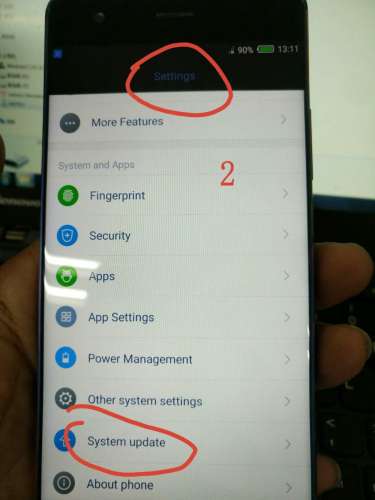 90% 13:11
Settings
More Features
System and Apps
2
Fingerprint
Security
Apps
App Settings
Power Management
Other system settings
System update
About phone